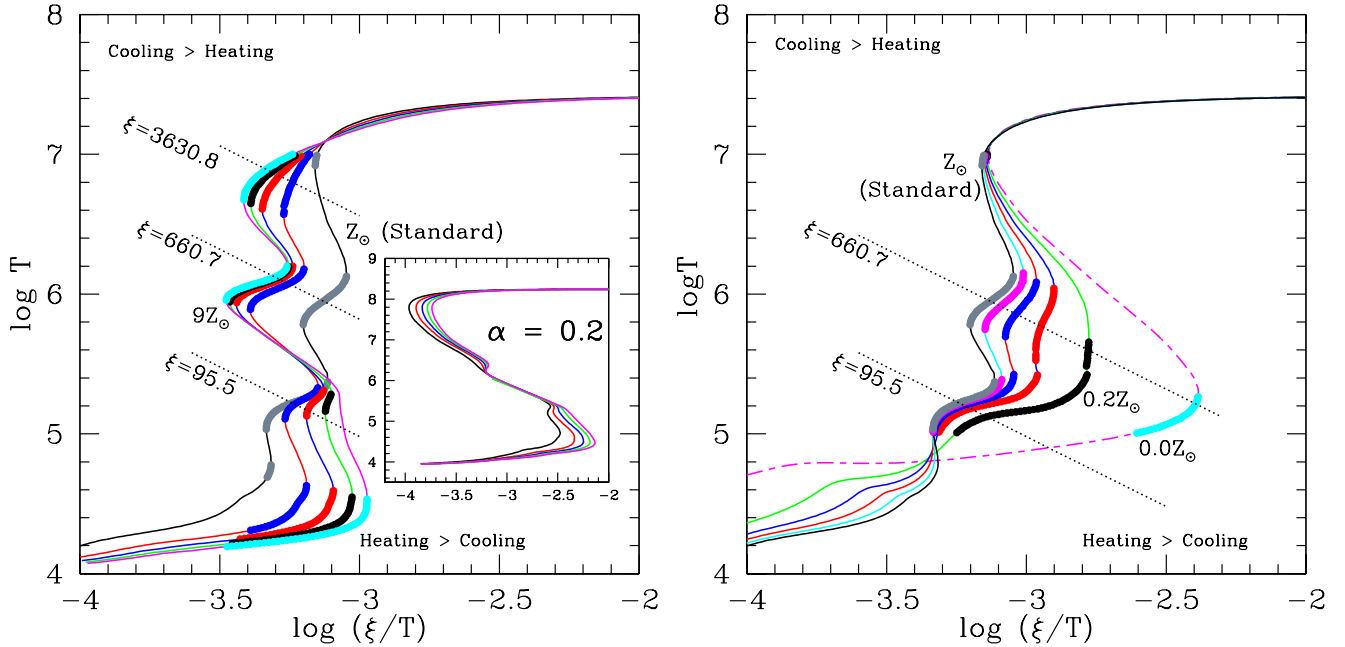 8
7
6
5
4
log T
Cooling > Heating
ξ=3630.8
ξ=660.7
Z⊙ (Standard)
9Z⊙
ξ=95.5
9
8
7
6
5
4
α = 0.2
−4 −3.5 −3 −2.5 −2
Heating > Cooling
−4 −3.5 −3 −2.5 −2
log (ξ/T)
8
7
6
5
4
logT
Cooling > Heating
Z⊙
(Standard)
ξ=660.7
ξ=95.5
0.2Z⊙
0.0Z⊙
Heating > Cooling
−4 −3.5 −3 −2.5 −2
log (ξ/T)